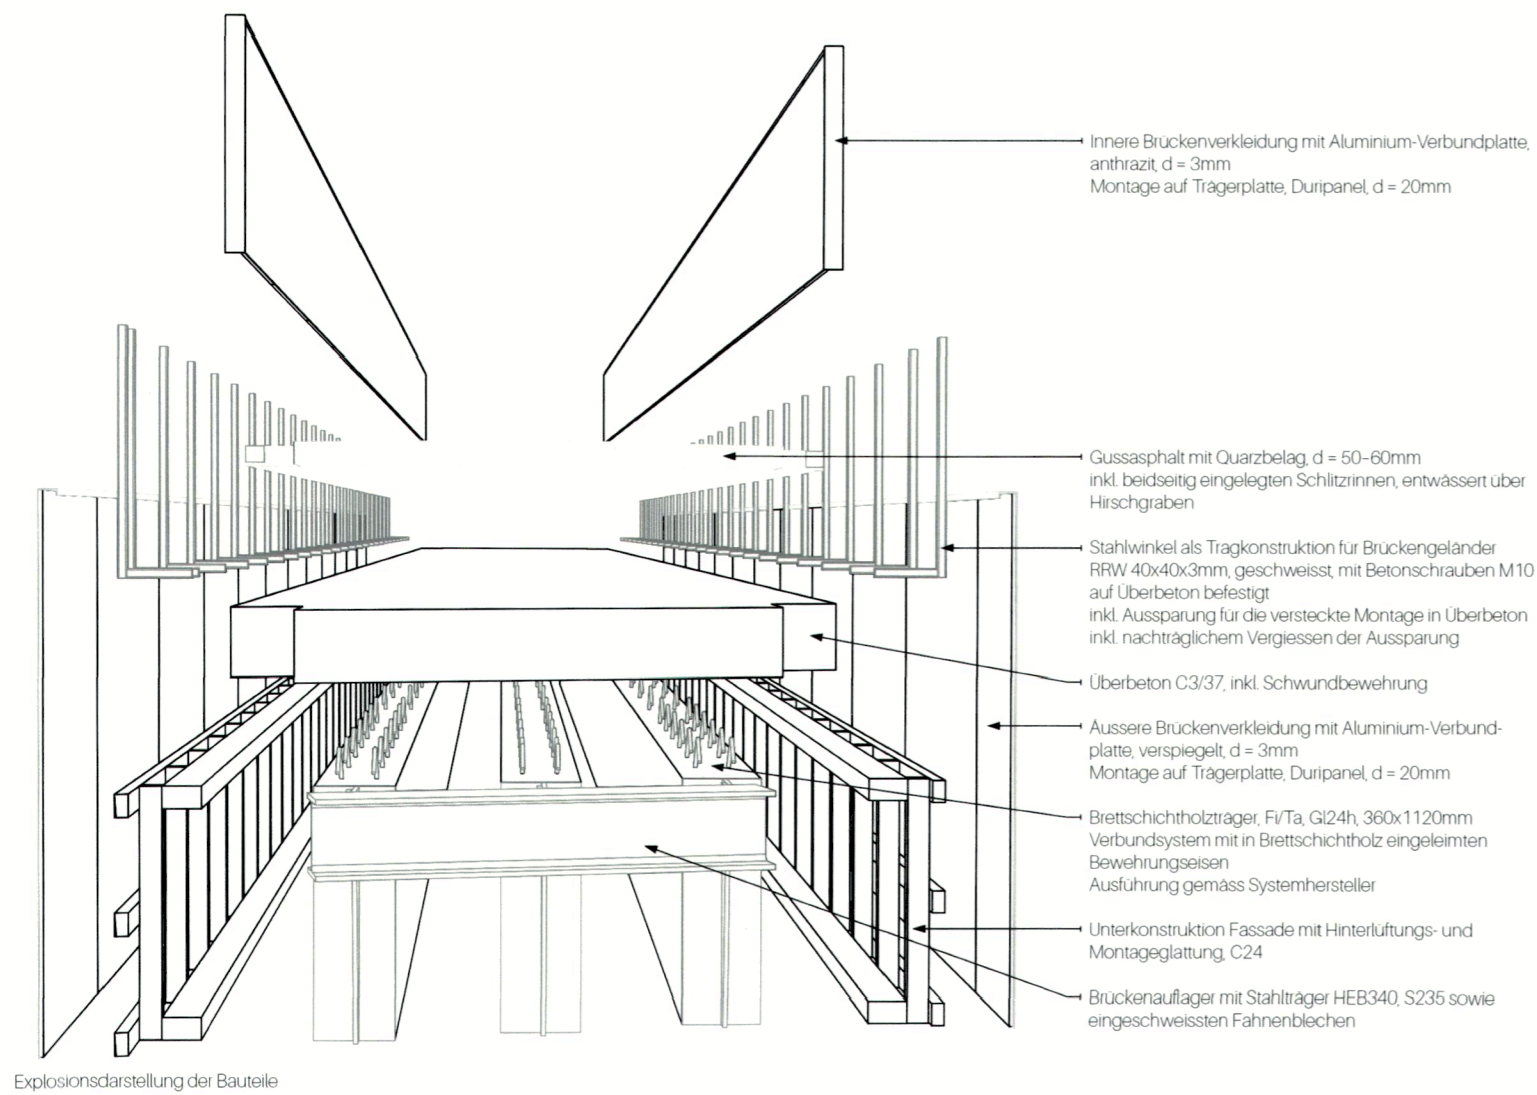 Innere Brückenverkleidung mit Aluminium-Verbundplatte,
anthrazit, d = 3mm
Montage auf Trägerplatte, Duripanel, d = 20mm
Gussasphalt mit Quarzbelag, d = 50-60mm
inkl. beidseitig eingelegten Schlitzrinnen, entwässert über
Hirschgraben
Stahlwinkel als Tragkonstruktion für Brückengeländer
RRW 40x40x3mm, geschweisst, mit Betonschrauben M10
auf Überbeton befestigt
inkl. Aussparung für die versteckte Montage in Überbeton
inkl. nachträglichem Vergiessen der Aussparung
Überbeton C3/37, inkl. Schwundbewehrung
Äussere Brückenverkleidung mit Aluminium-Verbund-
platte, verspiegelt, d = 3mm
Montage auf Trägerplatte, Duripanel, d = 20mm
Brettschichtholzträger, Fi/Ta, Gl24h, 360x1120mm
Verbundsystem mit in Brettschichtholz eingeleimten
Bewehrungseisen
Ausführung gemäss Systemhersteller
Unterkonstruktion Fassade mit Hinterlüftungs- und
Montageglattung, C24
Brückenauflager mit Stahlträger HEB340, S235 sowie
eingeschweissten Fahnenblechen
Explosionsdarstellung der Bauteile